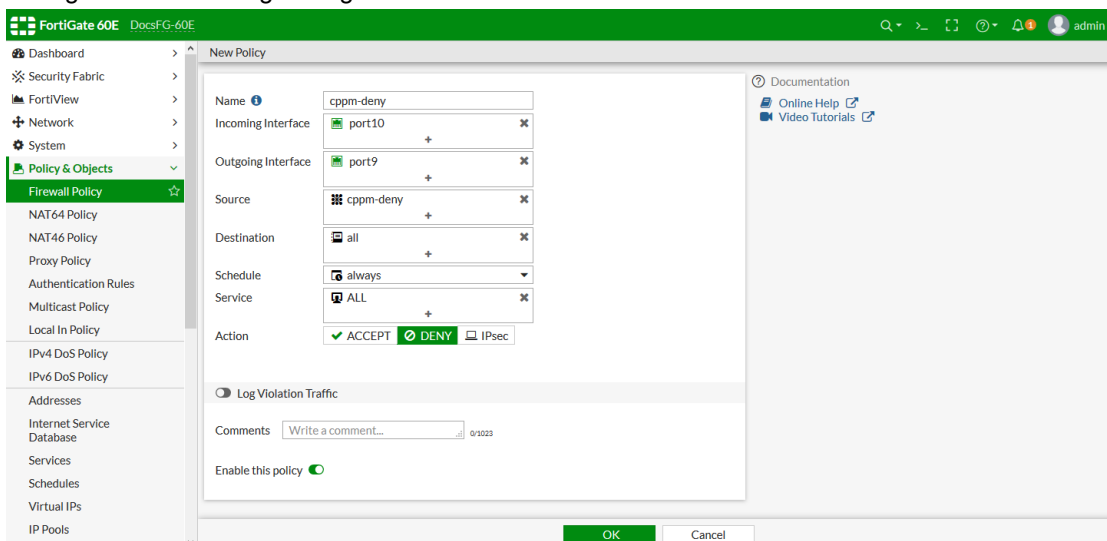 FortiGate 60E DocsFG-60E
admin
Dashboard
Security Fabric
FortiView
Network
System
Policy & Objects
Firewall Policy
NAT64 Policy
NAT46 Policy
Proxy Policy
Authentication Rules
Multicast Policy
Local In Policy
IPv4 DoS Policy
IPv6 DoS Policy
Addresses
Internet Service
Database
Services
Schedules
Virtual IPs
IP Pools
New Policy
Name cppm-deny
Incoming Interface port10
+
Outgoing Interface port9
+
Source cppm-deny
+
Destination all
+
Schedule always
Service ALL
+
Action ACCEPT DENY IPsec
Log Violation Traffic
Comments Write a comment... 0/1023
Enable this policy
OK Cancel
Documentation
Online Help
Video Tutorials